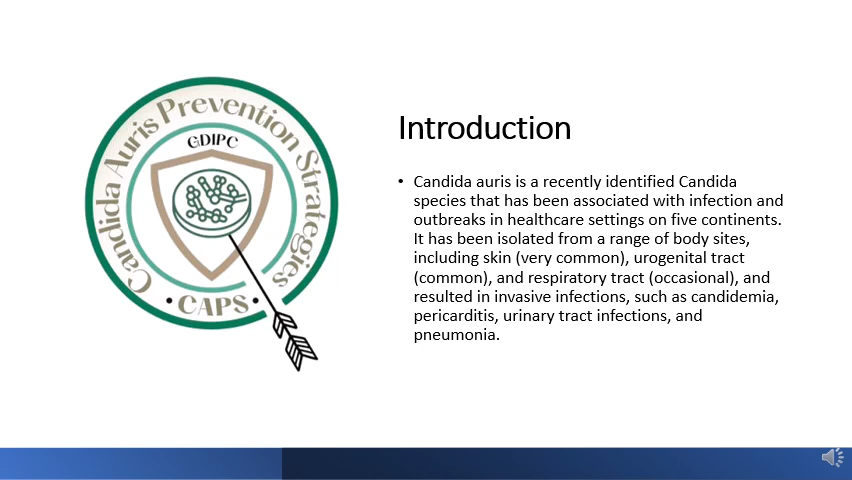 Candida Auris Prevention Strategies
GDIPC
• CAPS •
Introduction
• Candida auris is a recently identified Candida
species that has been associated with infection and
outbreaks in healthcare settings on five continents.
It has been isolated from a range of body sites,
including skin (very common), urogenital tract
(common), and respiratory tract (occasional), and
resulted in invasive infections, such as candidemia,
pericarditis, urinary tract infections, and
pneumonia.